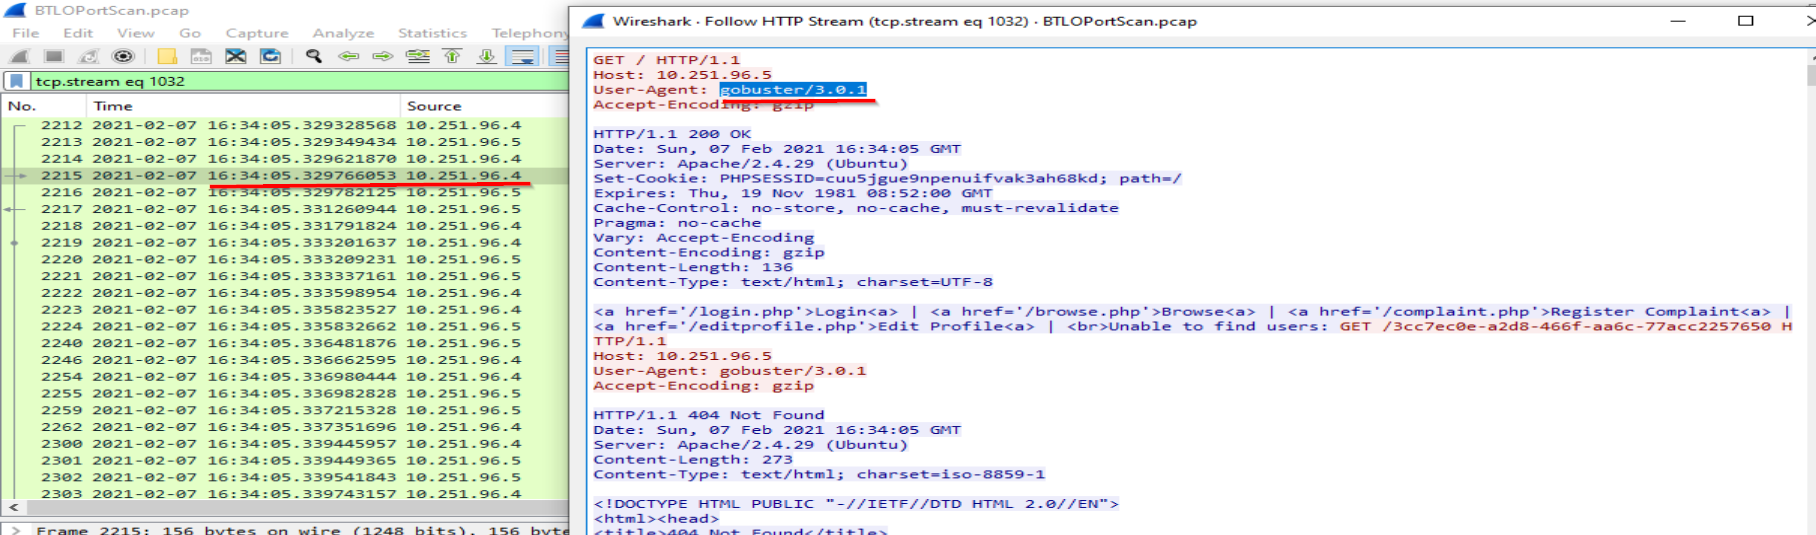 BTLOPortScan.pcap
File Edit View Go Capture Analyze Statistics Telephony
tcp.stream eq 1032
No. Time Source
2212 2021-02-07 16:34:05.329328568 10.251.96.4
2213 2021-02-07 16:34:05.329349434 10.251.96.5
2214 2021-02-07 16:34:05.329621870 10.251.96.4
2215 2021-02-07 16:34:05.329766053 10.251.96.4
2216 2021-02-07 16:34:05.329782125 10.251.96.5
2217 2021-02-07 16:34:05.331260944 10.251.96.5
2218 2021-02-07 16:34:05.331791824 10.251.96.4
2219 2021-02-07 16:34:05.333201637 10.251.96.4
2220 2021-02-07 16:34:05.333209231 10.251.96.5
2221 2021-02-07 16:34:05.333337161 10.251.96.5
2222 2021-02-07 16:34:05.333598954 10.251.96.4
2223 2021-02-07 16:34:05.335823527 10.251.96.4
2224 2021-02-07 16:34:05.335832662 10.251.96.5
2240 2021-02-07 16:34:05.336481876 10.251.96.5
2246 2021-02-07 16:34:05.336662595 10.251.96.4
2254 2021-02-07 16:34:05.336980444 10.251.96.4
2255 2021-02-07 16:34:05.336982828 10.251.96.5
2259 2021-02-07 16:34:05.337215328 10.251.96.5
2262 2021-02-07 16:34:05.337351696 10.251.96.4
2300 2021-02-07 16:34:05.339445957 10.251.96.4
2301 2021-02-07 16:34:05.339449365 10.251.96.5
2302 2021-02-07 16:34:05.339541843 10.251.96.5
2303 2021-02-07 16:34:05.339743157 10.251.96.4
Frame 2215: 156 bytes on wire (1248 bits), 156 byte
Wireshark · Follow HTTP Stream (tcp.stream eq 1032) · BTLOPortScan.pcap
GET / HTTP/1.1
Host: 10.251.96.5
User-Agent: gobuster/3.0.1
Accept-Encoding: gzip
HTTP/1.1 200 OK
Date: Sun, 07 Feb 2021 16:34:05 GMT
Server: Apache/2.4.29 (Ubuntu)
Set-Cookie: PHPSESSID=cuu5jgue9npenuifvak3ah68kd; path=/
Expires: Thu, 19 Nov 1981 08:52:00 GMT
Cache-Control: no-store, no-cache, must-revalidate
Pragma: no-cache
Vary: Accept-Encoding
Content-Encoding: gzip
Content-Length: 136
Content-Type: text/html; charset=UTF-8
<a href='/login.php'>Login<a> | <a href='/browse.php'>Browse<a> | <a href='/complaint.php'>Register Complaint<a> |
<a href='/editprofile.php'>Edit Profile<a> | <br>Unable to find users: GET /3cc7ec0e-a2d8-466f-aa6c-77acc2257650 H
TTP/1.1
Host: 10.251.96.5
User-Agent: gobuster/3.0.1
Accept-Encoding: gzip
HTTP/1.1 404 Not Found
Date: Sun, 07 Feb 2021 16:34:05 GMT
Server: Apache/2.4.29 (Ubuntu)
Content-Length: 273
Content-Type: text/html; charset=iso-8859-1
<!DOCTYPE HTML PUBLIC "-//IETF//DTD HTML 2.0//EN">
<html><head>
<title>404 Not Found</title>